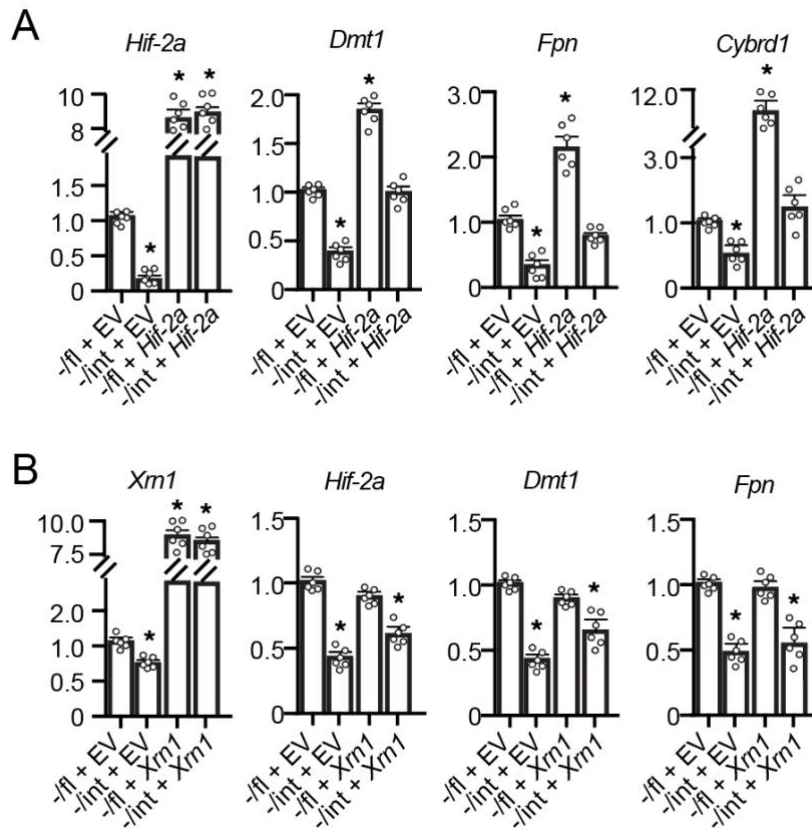 A
Hif-2a
Dmt1
Fpn
Cybrd1
10
8
1.5
1.0
0.5
0
*
*
*
-/fl + EV
-/int + EV
-/fl + Hif-2a
-/int + Hif-2a
2.0
1.5
1.0
0.5
0
*
*
-/fl + EV
-/int + EV
-/fl + Hif-2a
-/int + Hif-2a
3.0
2.0
1.0
0
*
*
-/fl + EV
-/int + EV
-/fl + Hif-2a
-/int + Hif-2a
12.0
3.0
1.0
0
*
*
-/fl + EV
-/int + EV
-/fl + Hif-2a
-/int + Hif-2a
B
Xrn1
Hif-2a
Dmt1
Fpn
10.0
7.5
2.0
1.0
0.5
0
*
*
*
-/fl + EV
-/int + EV
-/fl + Xrn1
-/int + Xrn1
1.5
1.0
0.5
0
*
*
-/fl + EV
-/int + EV
-/fl + Xrn1
-/int + Xrn1
1.5
1.0
0.5
0
*
*
-/fl + EV
-/int + EV
-/fl + Xrn1
-/int + Xrn1
1.5
1.0
0.5
0
*
*
-/fl + EV
-/int + EV
-/fl + Xrn1
-/int + Xrn1